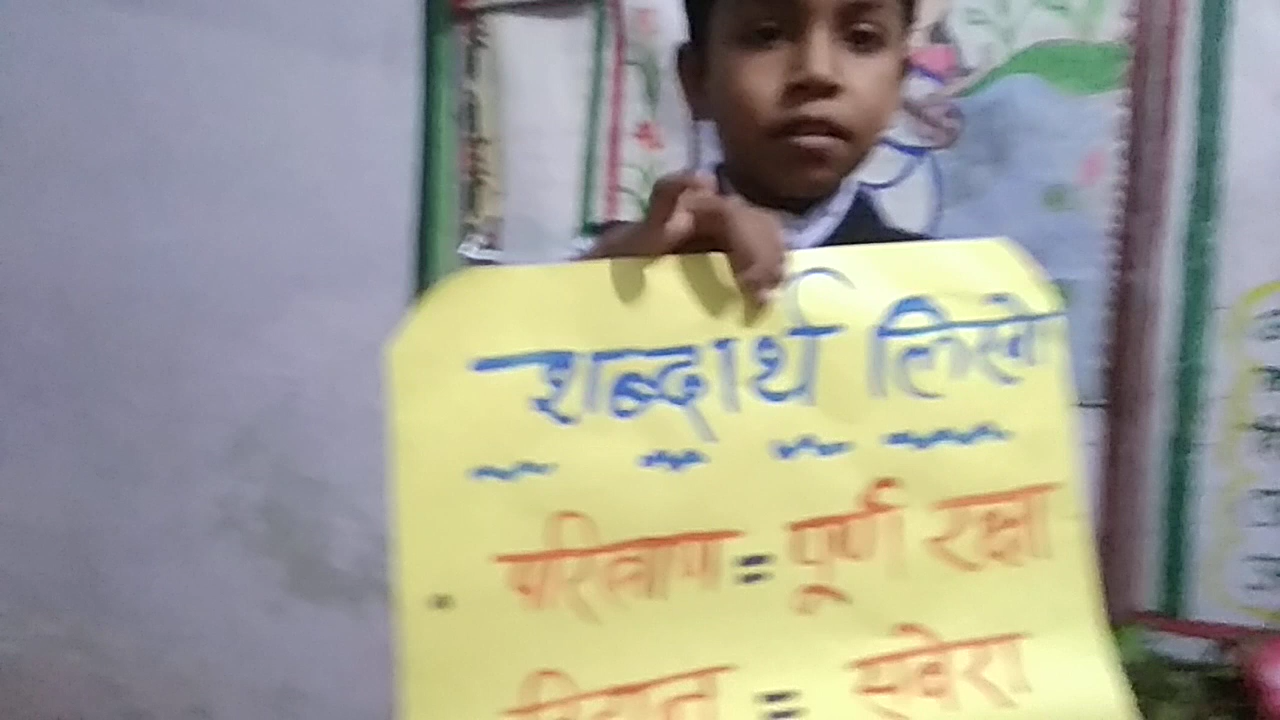 शब्दार्थ लिखो
परित्राण = पूर्ण रक्षा
= सवेरा